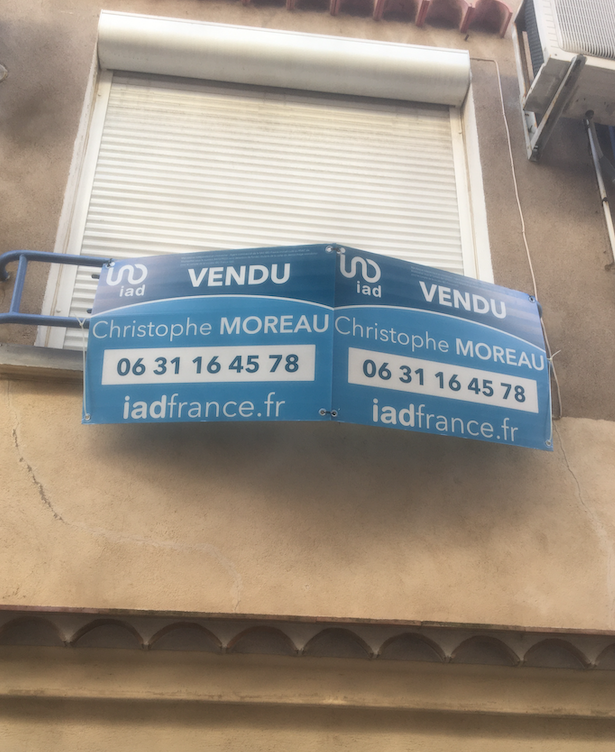 iad
VENDU
Christophe MOREAU
06 31 16 45 78
iadfrance.fr
iad
VENDU
Christophe MOREAU
06 31 16 45 78
iadfrance.fr